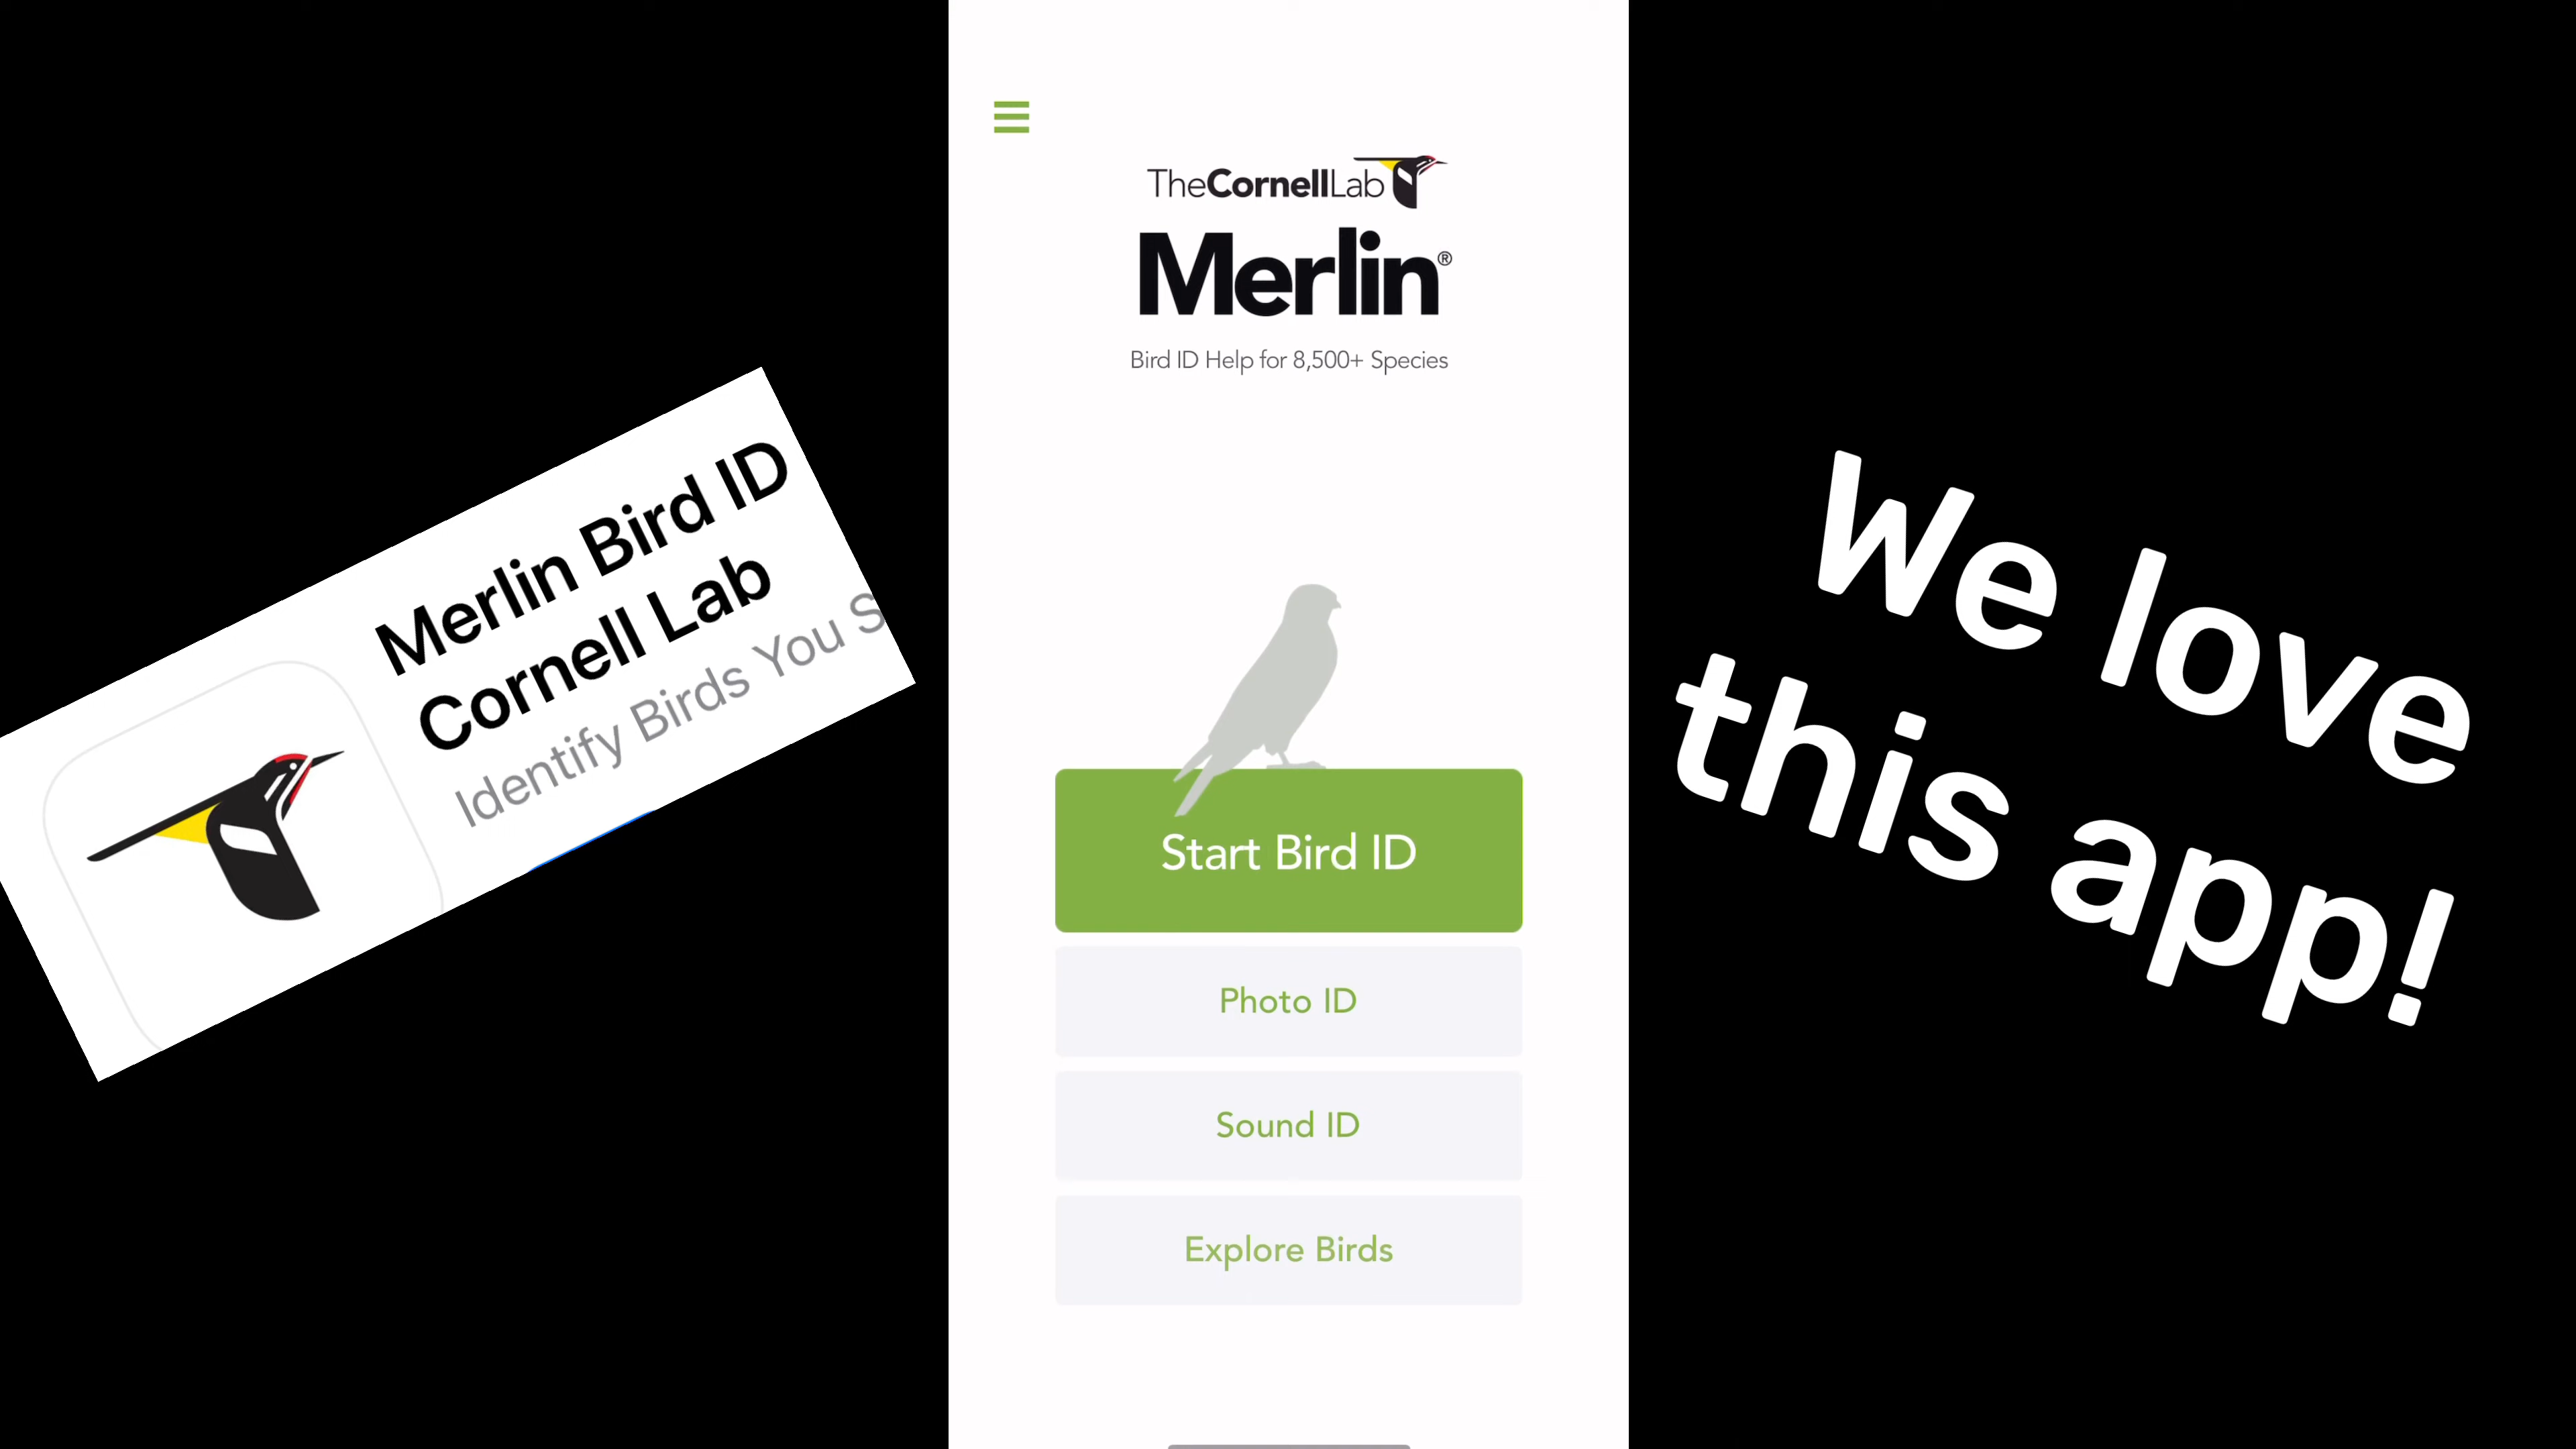 Merlin Bird ID
Cornell Lab
Identify Birds You S
TheCornellLab
Merlin®
Bird ID Help for 8,500+ Species
Start Bird ID
Photo ID
Sound ID
Explore Birds
We love
this app!